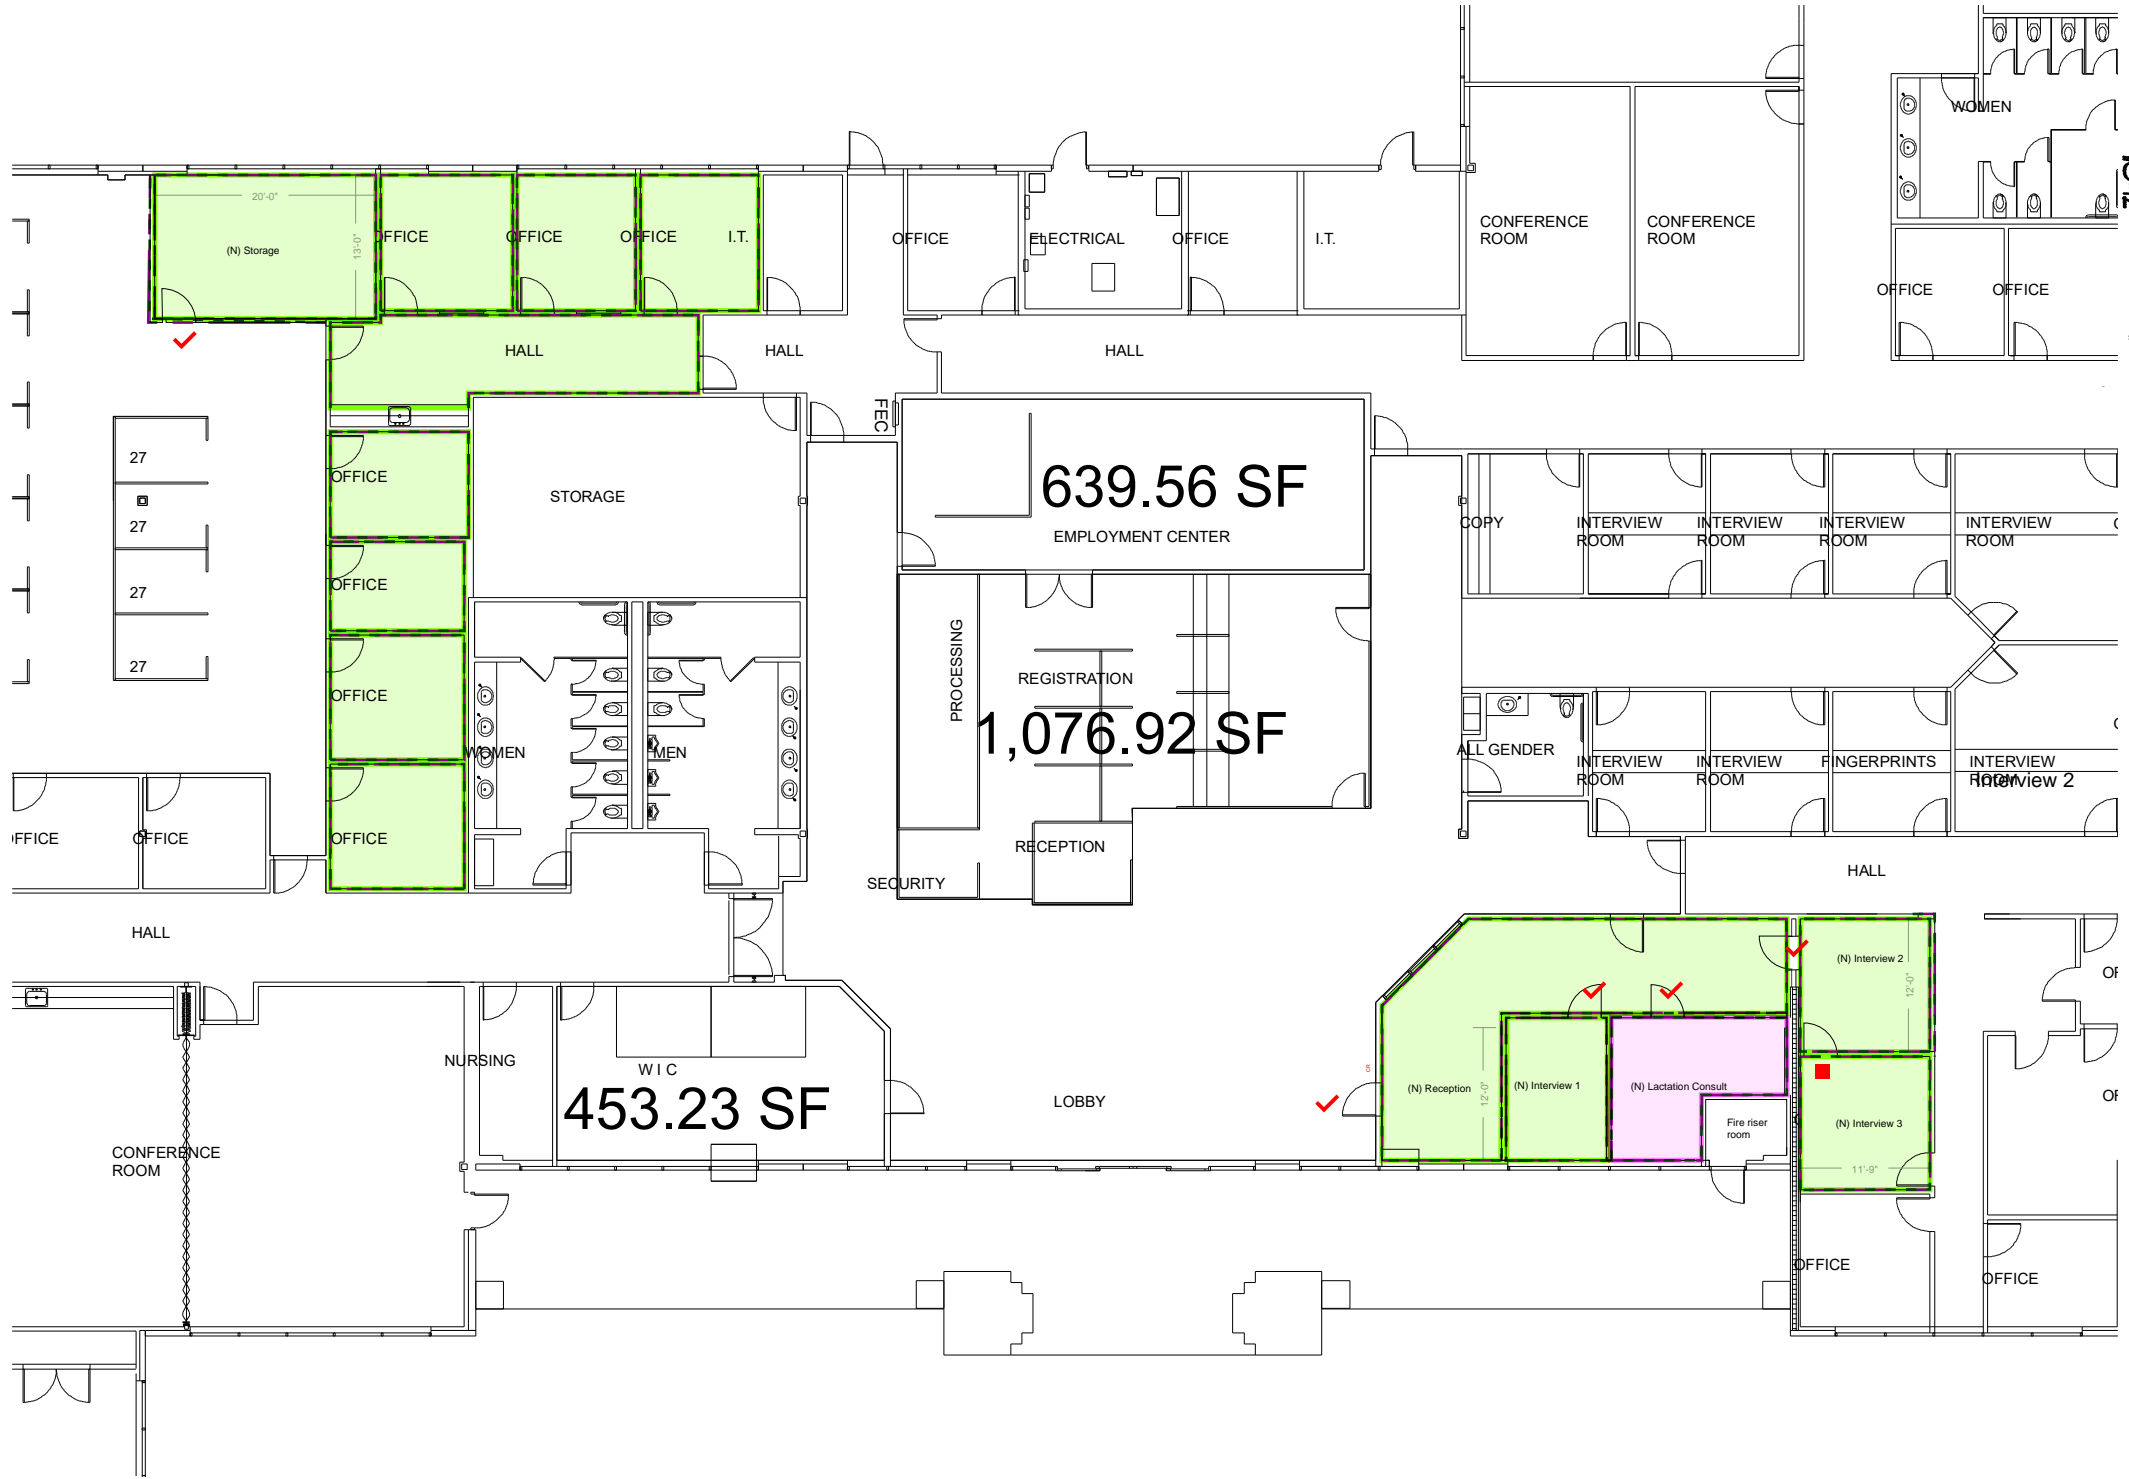 WOMEN
20'-0"
13'-0"
(N) Storage
OFFICE
OFFICE
OFFICE
I.T.
OFFICE
ELECTRICAL
OFFICE
I.T.
CONFERENCE
ROOM
CONFERENCE
ROOM
OFFICE
OFFICE
HALL
HALL
HALL
FEC
27
27
27
27
OFFICE
OFFICE
OFFICE
OFFICE
STORAGE
639.56 SF
EMPLOYMENT CENTER
COPY
INTERVIEW
ROOM
INTERVIEW
ROOM
INTERVIEW
ROOM
INTERVIEW
ROOM
PROCESSING
REGISTRATION
1,076.92 SF
WOMEN
MEN
ALL GENDER
INTERVIEW
ROOM
INTERVIEW
ROOM
FINGERPRINTS
INTERVIEW
ROOM
Interview 2
OFFICE
OFFICE
RECEPTION
SECURITY
HALL
HALL
(N) Interview 2
12'-0"
NURSING
W I C
453.23 SF
LOBBY
CR
(N) Reception
12'-0"
(N) Interview 1
(N) Lactation Consult
Fire riser
room
(N) Interview 3
11'-9"
CONFERENCE
ROOM
OFFICE
OFFICE